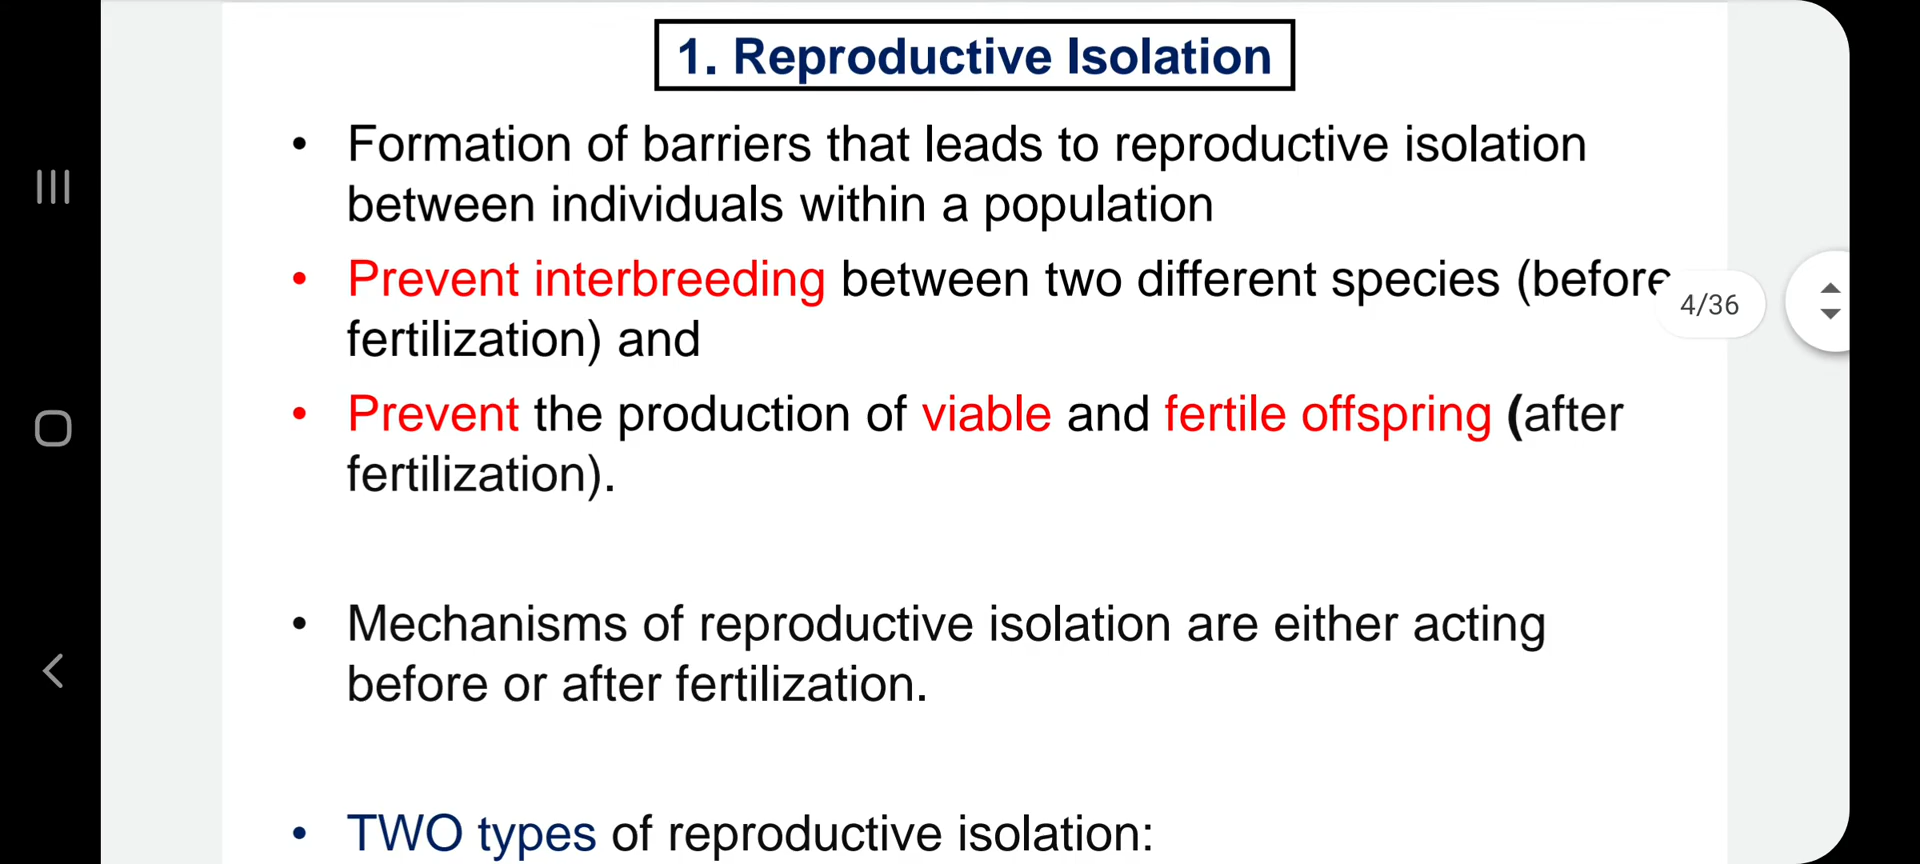 1. Reproductive Isolation
• Formation of barriers that leads to reproductive isolation
between individuals within a population
• Prevent interbreeding between two different species (before
4/36
fertilization) and
• Prevent the production of viable and fertile offspring (after
fertilization).
• Mechanisms of reproductive isolation are either acting
before or after fertilization.
• TWO types of reproductive isolation: